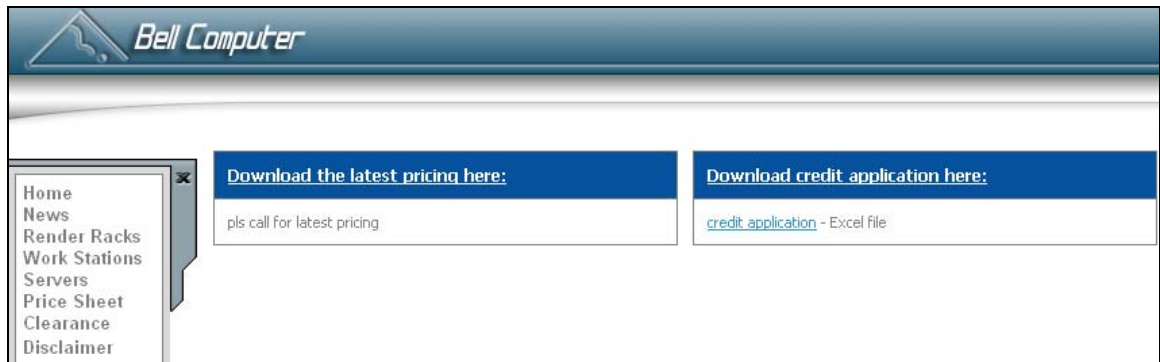 Bell Computer
Home
News
Render Racks
Work Stations
Servers
Price Sheet
Clearance
Disclaimer
x
Download the latest pricing here:
pls call for latest pricing
Download credit application here:
credit application - Excel file